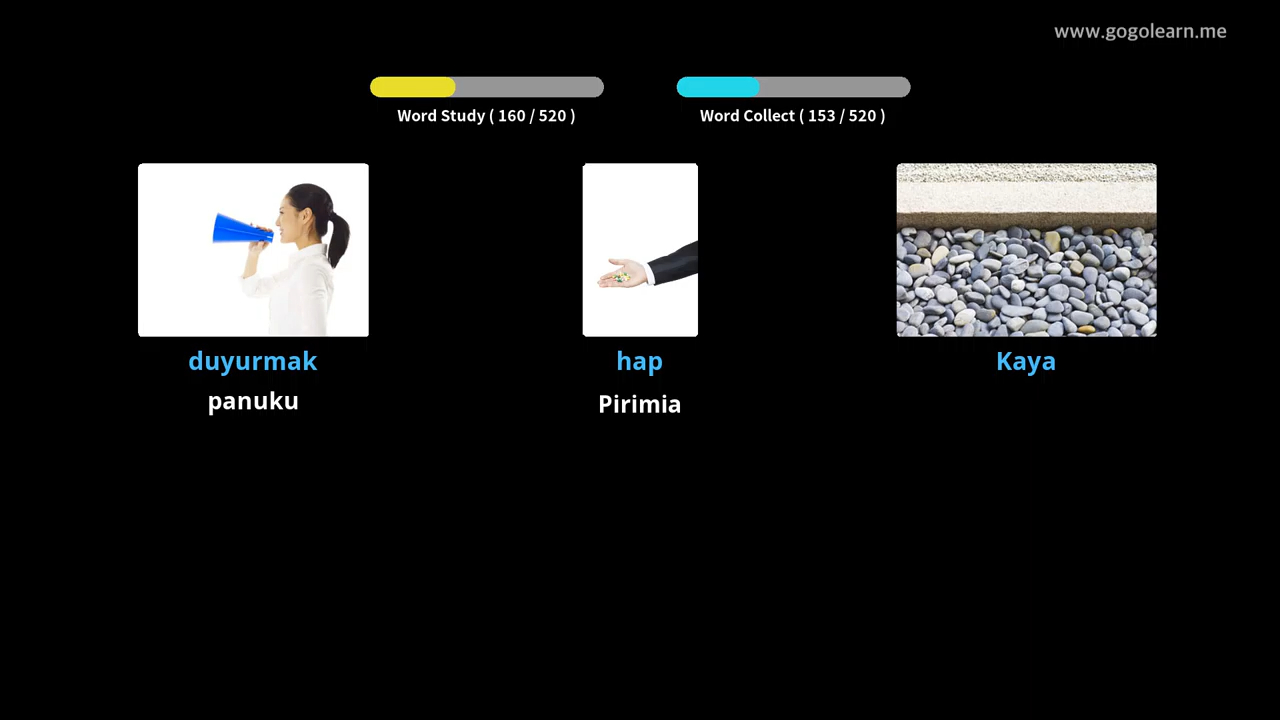 www.gogolearn.me
Word Study ( 160 / 520 )
Word Collect ( 153 / 520 )
duyurmak
hap
Kaya
panuku
Pirimia